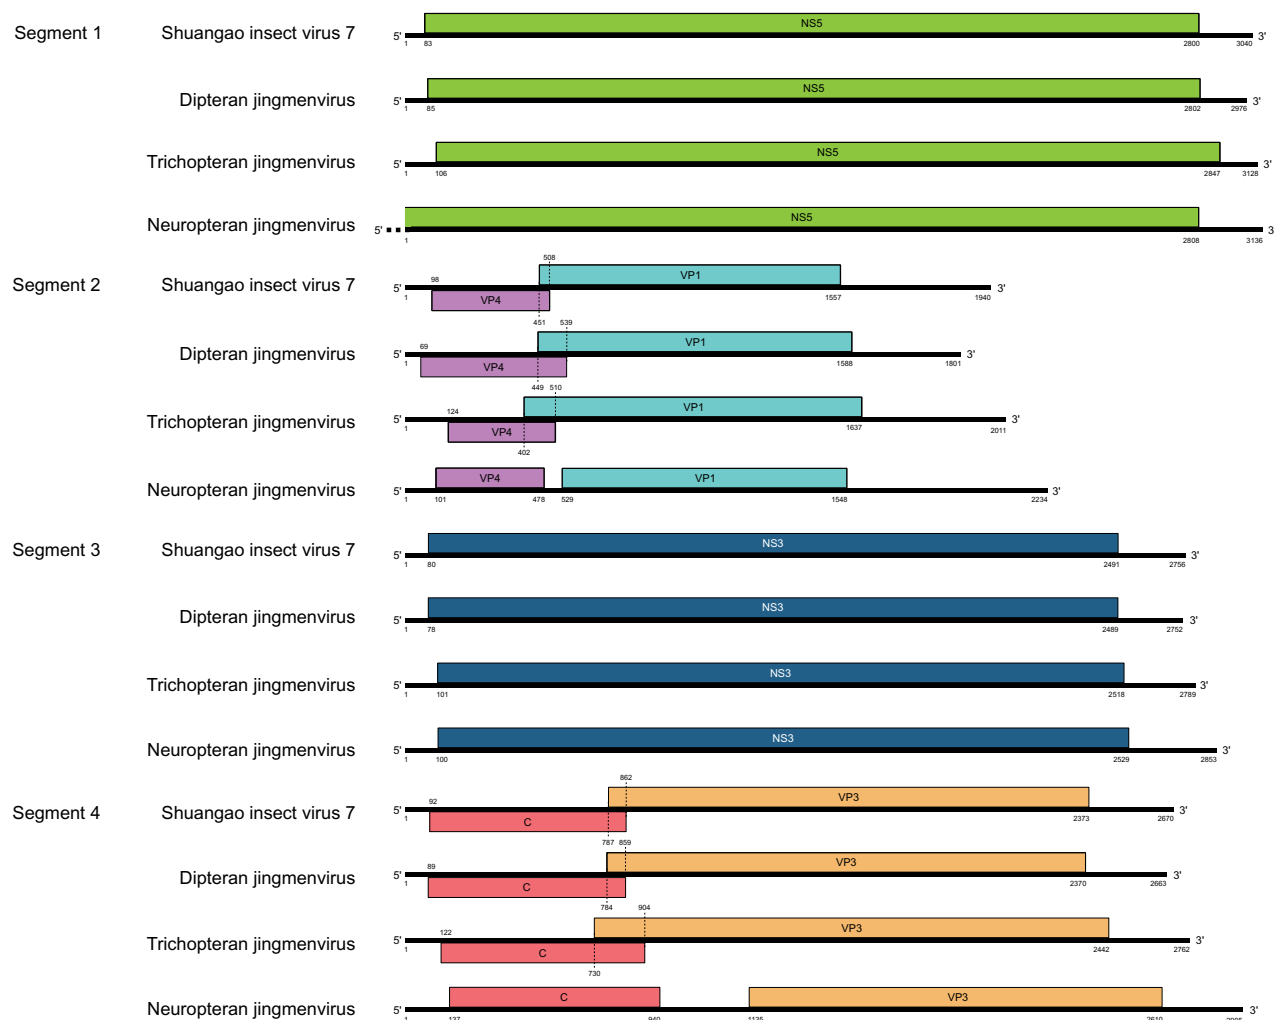 NS5
Segment 1 Shuangao insect virus 7 5' 3'
1 83 2800 3040
NS5
Dipteran jingmenvirus 5' 3'
1 85 2802 2976
NS5
Trichopteran jingmenvirus 5' 3'
1 106 2847 3128
NS5
Neuropteran jingmenvirus 5' 3
1 2808 3136
508
98 VP1
Segment 2 Shuangao insect virus 7 5' 3'
1 VP4 1557 1940
451 539
69 VP1
Dipteran jingmenvirus 5' 3'
1 VP4 1588 1801
449 510
124 VP1
Trichopteran jingmenvirus 5' 3'
1 VP4 1637 2011
402
VP4 VP1
Neuropteran jingmenvirus 5' 3'
1 101 478 529 1548 2234
NS3
Segment 3 Shuangao insect virus 7 5' 3'
1 80 2491 2756
NS3
Dipteran jingmenvirus 5' 3'
1 78 2489 2752
NS3
Trichopteran jingmenvirus 5' 3'
1 101 2518 2789
NS3
Neuropteran jingmenvirus 5' 3'
1 100 2529 2853
862
92 VP3
Segment 4 Shuangao insect virus 7 5' 3'
1 C 2373 2670
787 859
89 VP3
Dipteran jingmenvirus 5' 3'
1 C 2370 2663
784 904
122 VP3
Trichopteran jingmenvirus 5' 3'
1 C 2442 2762
730
C VP3
Neuropteran jingmenvirus 5' 3'
1 137 940 1135